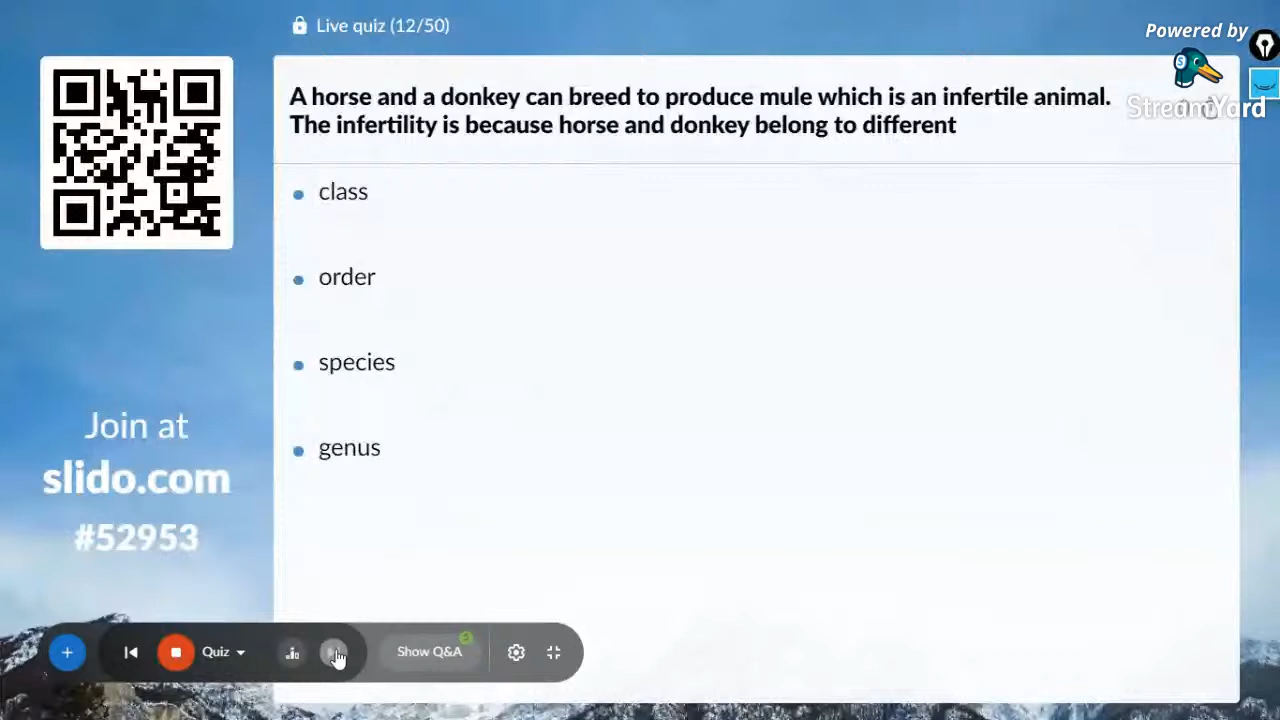 Live quiz (12/50)
Powered by
StreamYard
A horse and a donkey can breed to produce mule which is an infertile animal.
The infertility is because horse and donkey belong to different
class
order
species
genus
Join at
slido.com
#52953
Quiz
Show Q&A